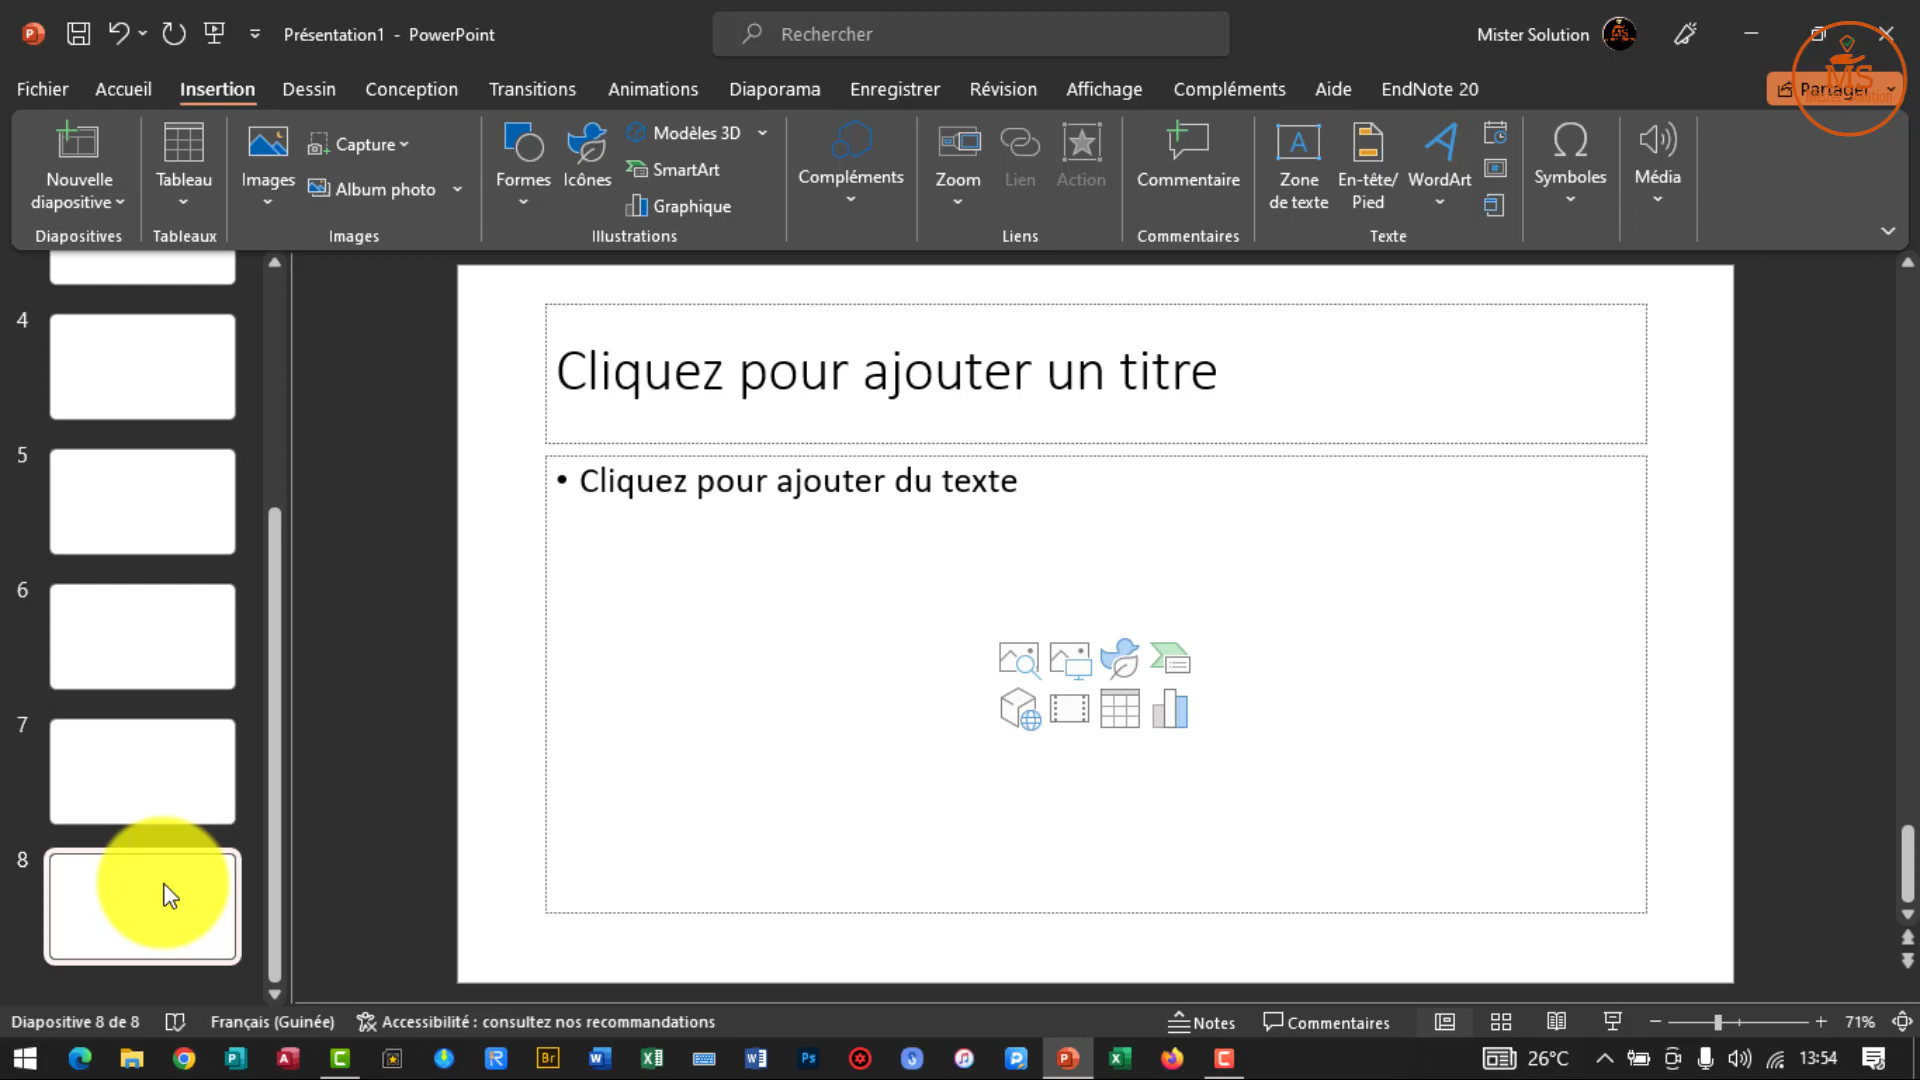 Présentation1 - PowerPoint
Rechercher
Mister Solution
Fichier Accueil Insertion Dessin Conception Transitions Animations Diaporama Enregistrer Révision Affichage Compléments Aide EndNote 20
Partager
MS
Nouvelle diapositive
Tableau
Images
Capture
Album photo
Formes
Icônes
Modèles 3D
SmartArt
Graphique
Compléments
Zoom
Lien
Action
Commentaire
Zone de texte
En-tête/ Pied
WordArt
Symboles
Média
Diapositives Tableaux Images Illustrations Liens Commentaires Texte
4
5
6
7
8
Cliquez pour ajouter un titre
• Cliquez pour ajouter du texte
Diapositive 8 de 8 Français (Guinée) Accessibilité : consultez nos recommandations Notes Commentaires 71%
26°C 13:54